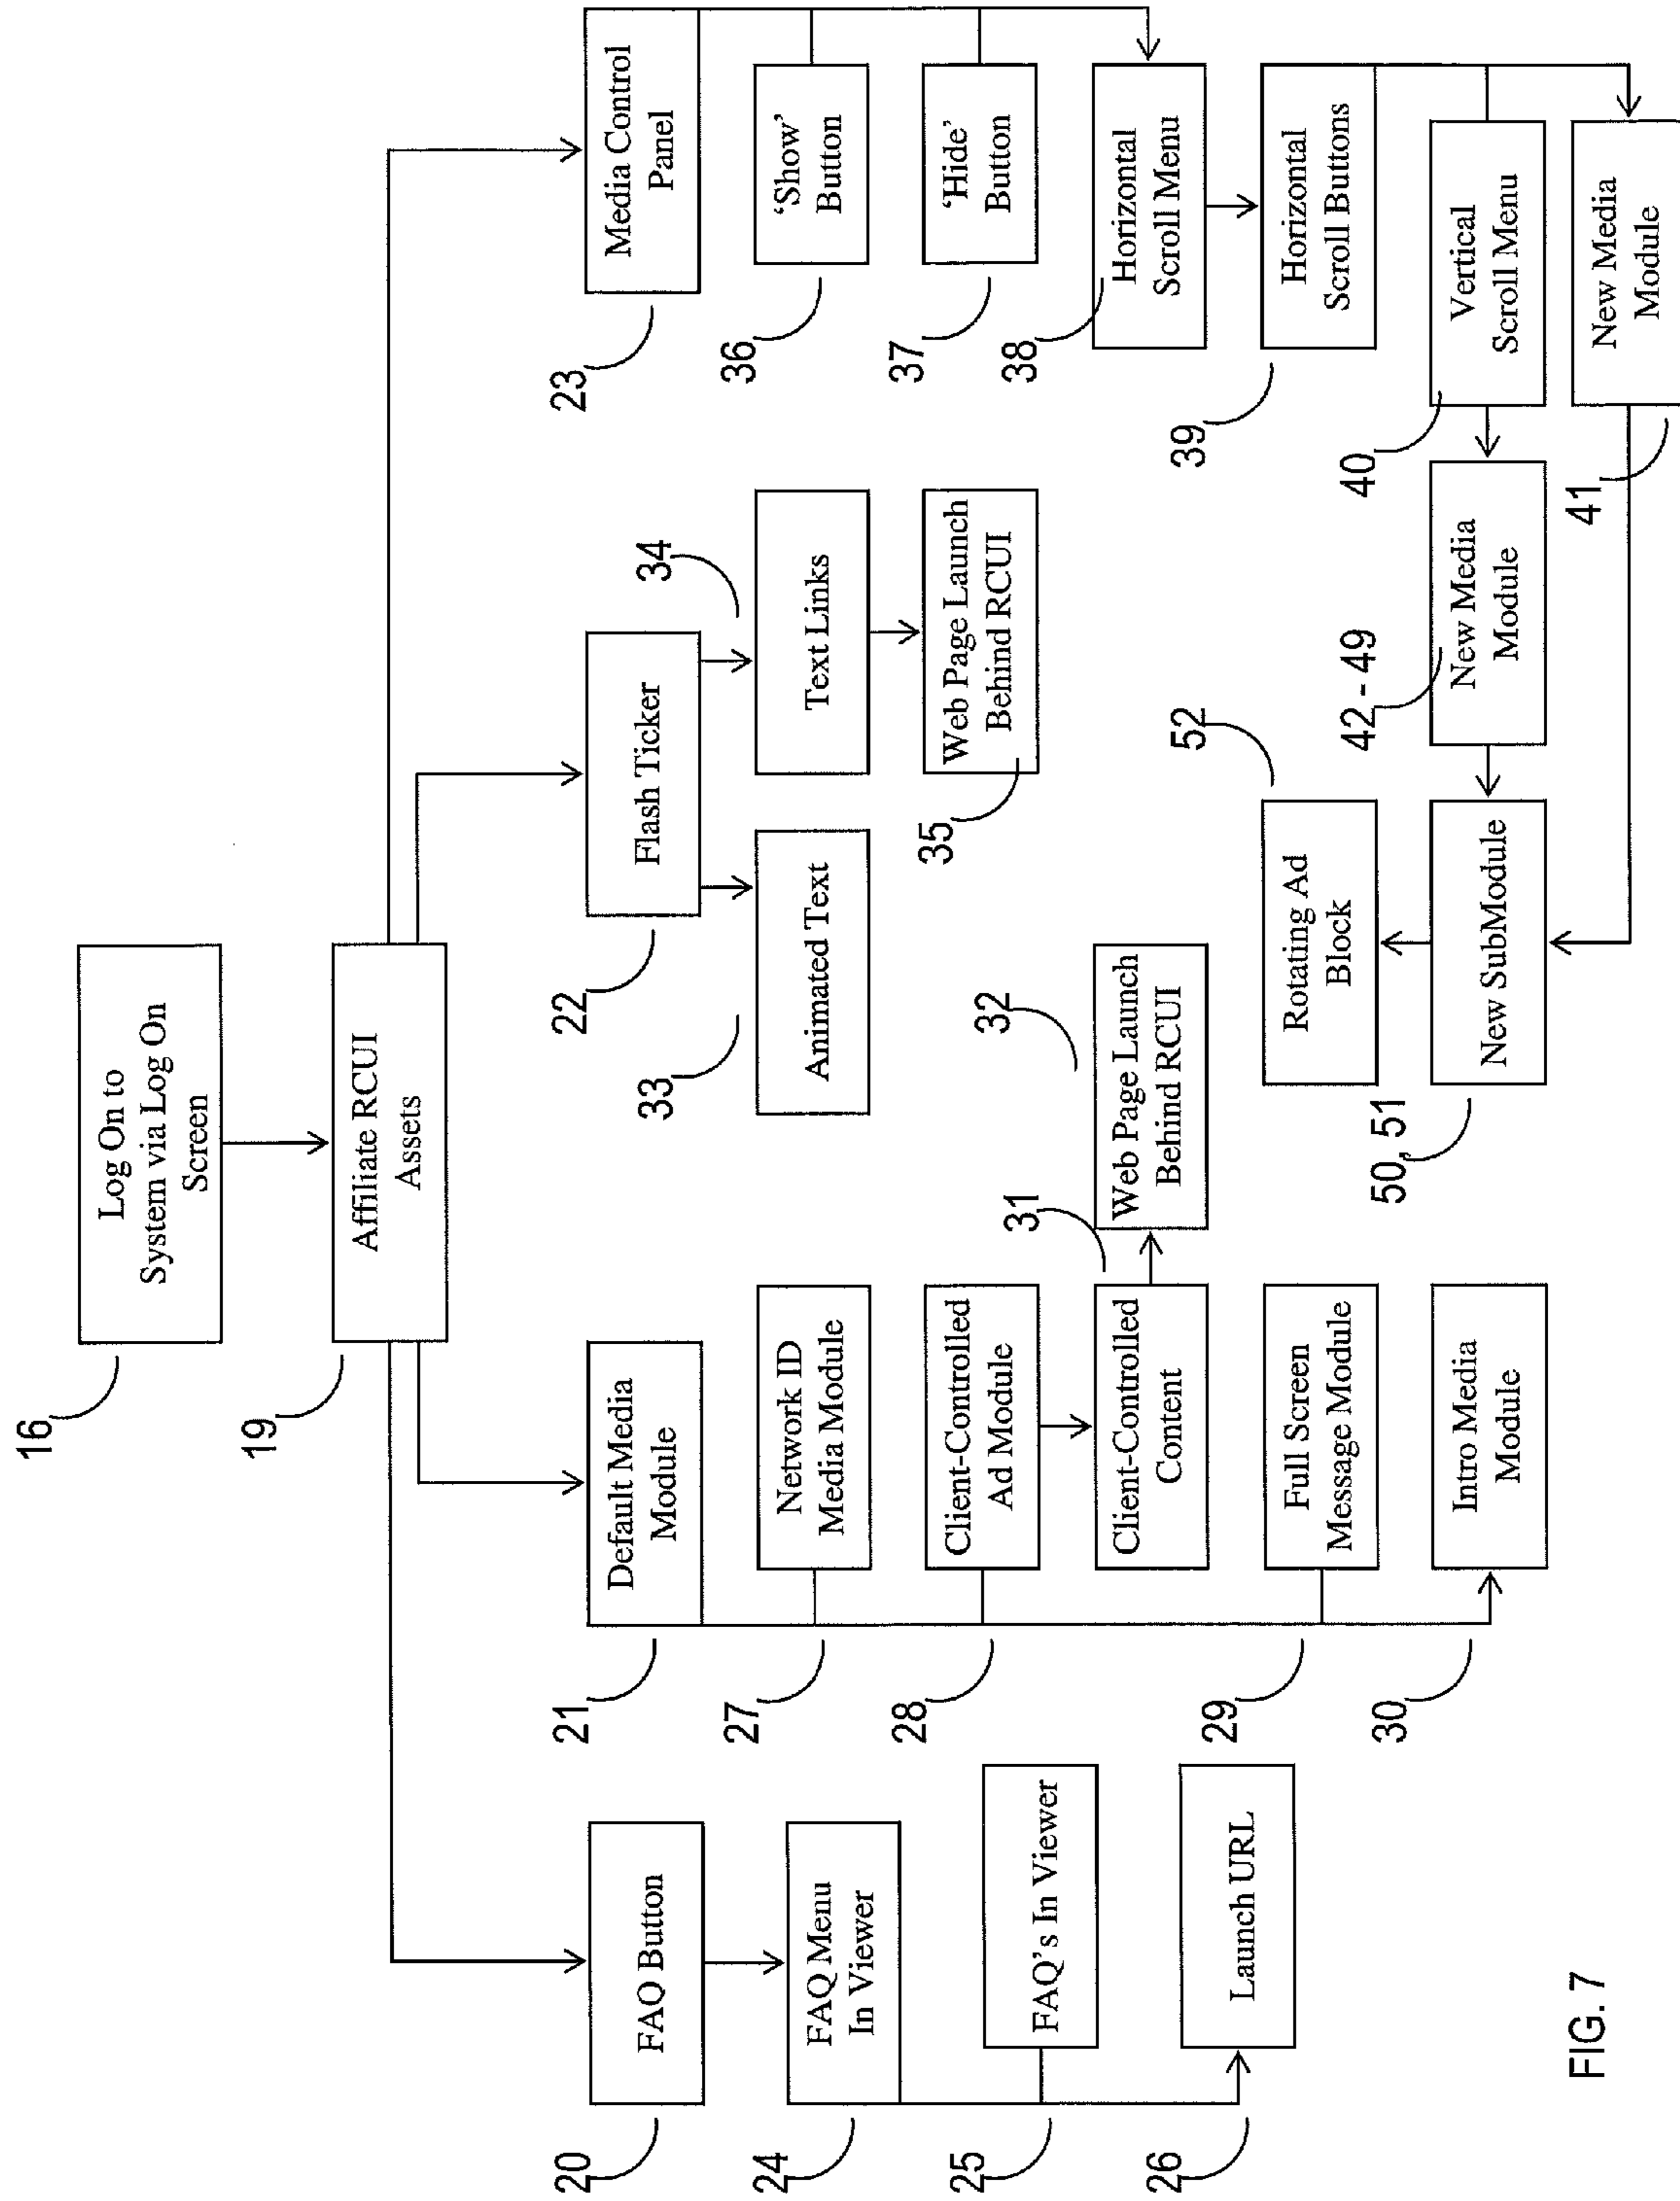 16
Log On to
System via Log On
Screen
19
Affiliate RCUI
Assets
20
FAQ Button
24
FAQ Menu
In Viewer
25
FAQ's In Viewer
26
Launch URL
21
Default Media
Module
27
Network ID
Media Module
28
Client-Controlled
Ad Module
31
Client-Controlled
Content
32
Web Page Launch
Behind RCUI
29
Full Screen
Message Module
30
Intro Media
Module
22
Flash Ticker
33
Animated Text
34
Text Links
35
Web Page Launch
Behind RCUI
23
Media Control
Panel
36
‘Show’
Button
37
‘Hide’
Button
38
Horizontal
Scroll Menu
39
Horizontal
Scroll Buttons
40
Vertical
Scroll Menu
41
New Media
Module
42 - 49
New Media
Module
50, 51
New SubModule
52
Rotating Ad
Block
FIG. 7